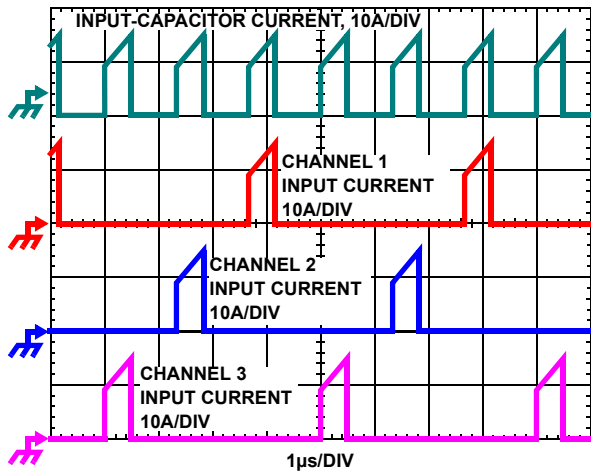 INPUT-CAPACITOR CURRENT, 10A/DIV
CHANNEL 1
INPUT CURRENT
10A/DIV
CHANNEL 2
INPUT CURRENT
10A/DIV
CHANNEL 3
INPUT CURRENT
10A/DIV
1µs/DIV